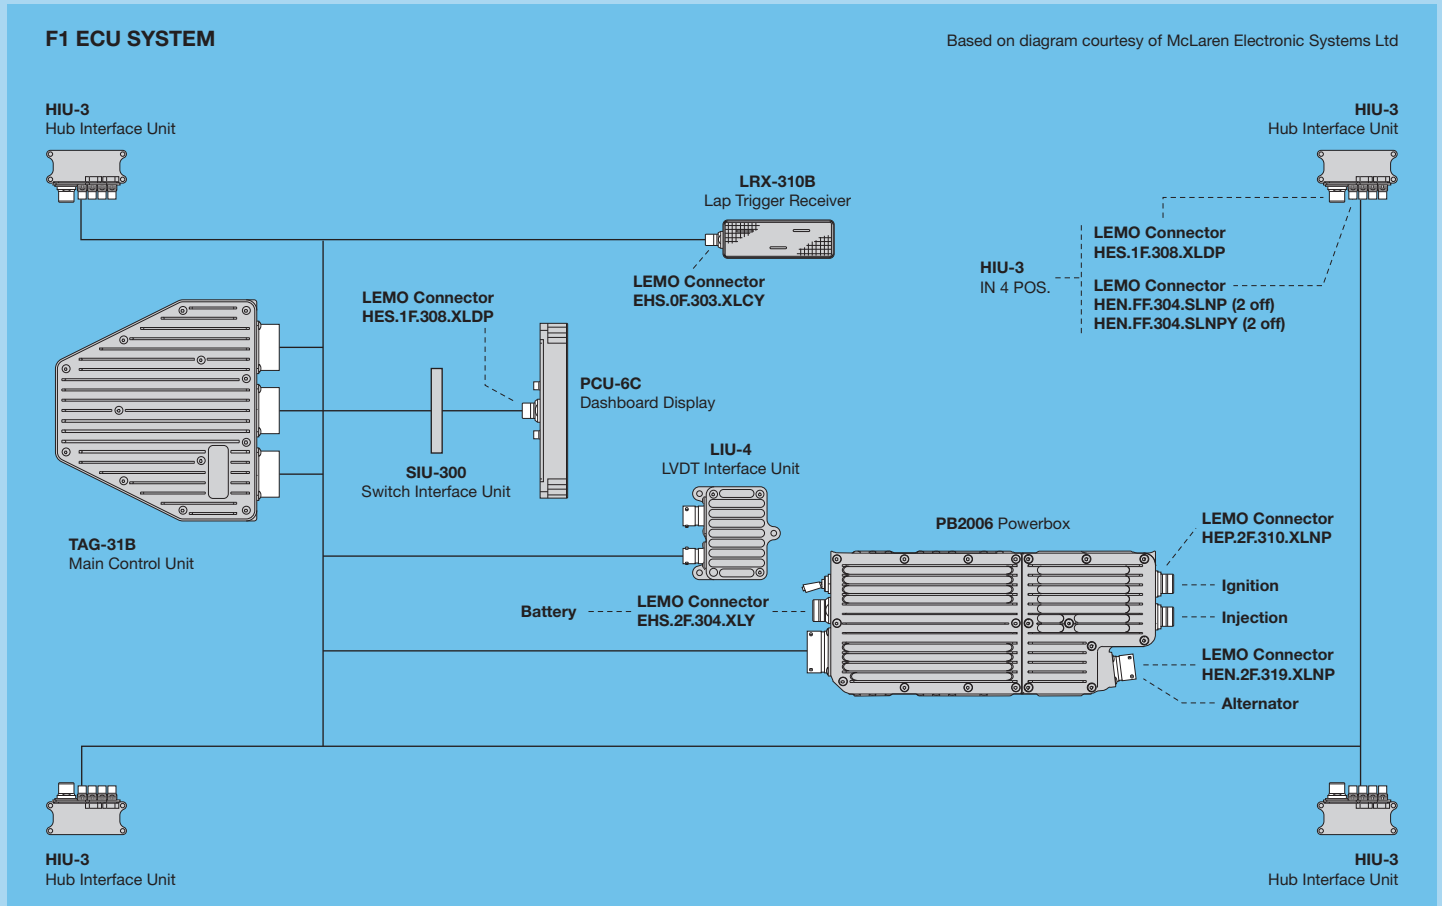 F1 ECU SYSTEM
Based on diagram courtesy of McLaren Electronic Systems Ltd
HIU-3
Hub Interface Unit
HIU-3
Hub Interface Unit
LRX-310B
Lap Trigger Receiver
LEMO Connector
EHS.0F.303.XLCY
HIU-3
IN 4 POS.
LEMO Connector
HES.1F.308.XLDP
LEMO Connector
HEN.FF.304.SLNP (2 off)
HEN.FF.304.SLNPY (2 off)
LEMO Connector
HES.1F.308.XLDP
PCU-6C
Dashboard Display
SIU-300
Switch Interface Unit
LIU-4
LVDT Interface Unit
TAG-31B
Main Control Unit
PB2006 Powerbox
LEMO Connector
HEP.2F.310.XLNP
Ignition
Injection
Battery
LEMO Connector
EHS.2F.304.XLY
LEMO Connector
HEN.2F.319.XLNP
Alternator
HIU-3
Hub Interface Unit
HIU-3
Hub Interface Unit